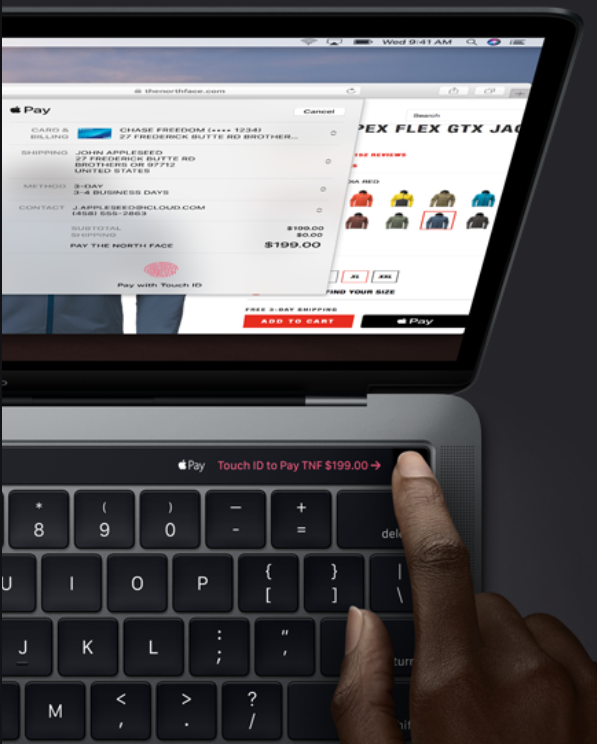 Wed 9:41 AM
thenorthface.com
Pay
Cancel
CARD & BILLING
CHASE FREEDOM (•••• 1234)
27 FREDERICK BUTTE RD BROTHER...
SHIPPING
JOHN APPLESEED
27 FREDERICK BUTTE RD
BROTHERS OR 97712
UNITED STATES
METHOD
3-DAY
3-4 BUSINESS DAYS
CONTACT
J.APPLESEED@ICLOUD.COM
(458) 555-2863
SUBTOTAL
$199.00
SHIPPING
$0.00
PAY THE NORTH FACE
$199.00
Pay with Touch ID
Search
PEX FLEX GTX JAC
192 REVIEWS
RED
XL
XXL
FIND YOUR SIZE
FREE 3-DAY SHIPPING
ADD TO CART
Pay
Pay Touch ID to Pay TNF $199.00 →
* ( ) — +
8 9 0 - =
dele
U I O P { } |
[ ] \
J K L : "
; '
turn
M < > ?
, . /